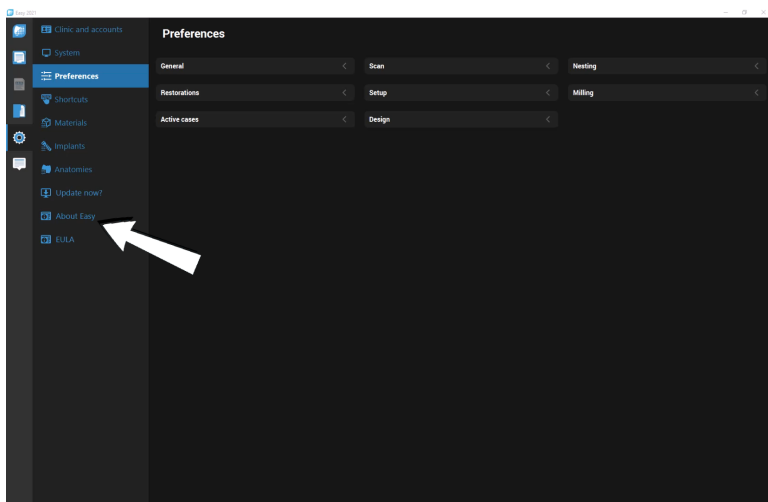 Easy 2021
Clinic and accounts
System
Preferences
Shortcuts
Materials
Implants
Anatomies
Update now?
About Easy
EULA
Preferences
General
Scan
Nesting
Restorations
Setup
Milling
Active cases
Design